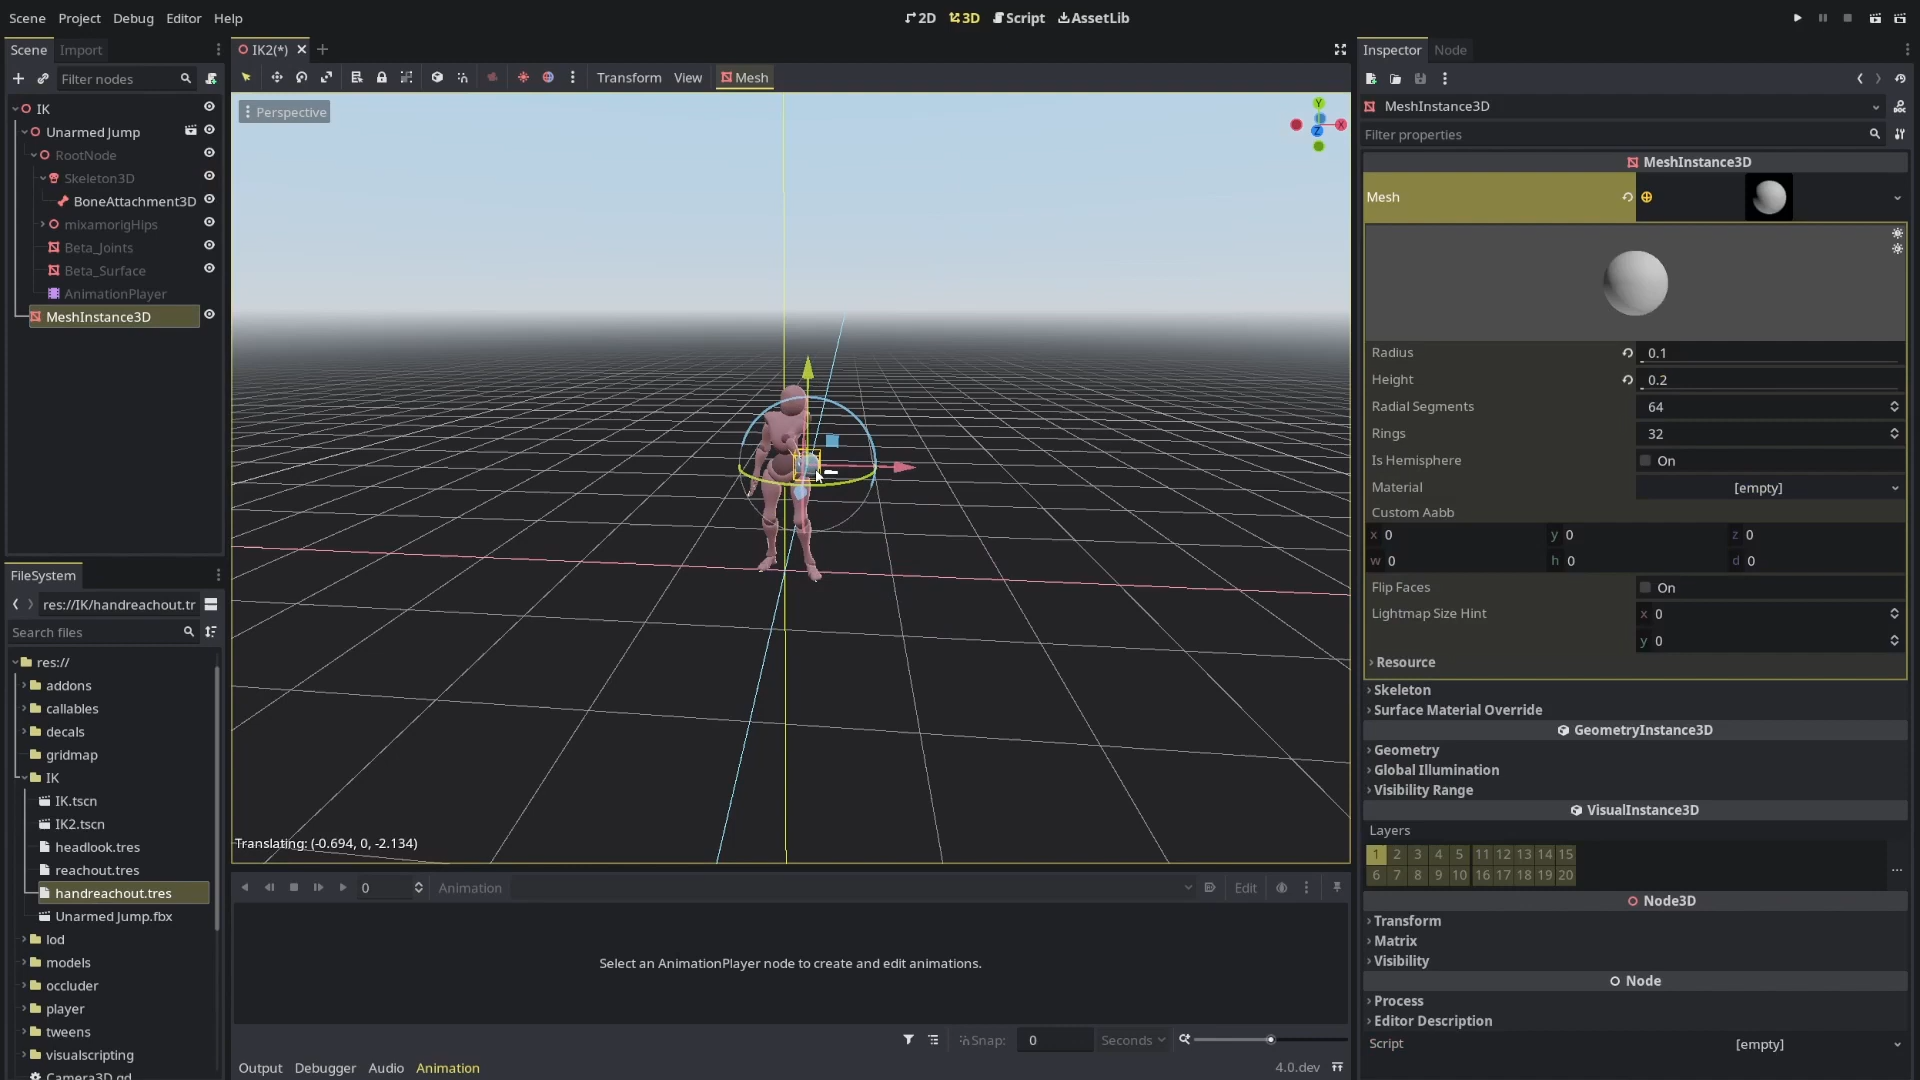 Scene Project Debug Editor Help
2D 3D Script AssetLib
Scene Import
Filter nodes
IK
Unarmed Jump
RootNode
Skeleton3D
BoneAttachment3D
mixamorigHips
Beta_Joints
Beta_Surface
AnimationPlayer
MeshInstance3D
FileSystem
res://IK/handreachout.tr
Search files
res://
addons
callables
decals
gridmap
IK
IK.tscn
IK2.tscn
headlook.tres
reachout.tres
handreachout.tres
Unarmed Jump.fbx
lod
models
occluder
player
tweens
visualscripting
Camera3D.gd
IK2(*)
Transform View Mesh
Perspective
Y
X
Z
Translating: (-0.694, 0, -2.134)
0 Animation Edit
Select an AnimationPlayer node to create and edit animations.
Snap: 0 Seconds
Output Debugger Audio Animation 4.0.dev
Inspector Node
MeshInstance3D
Filter properties
MeshInstance3D
Mesh
Radius 0.1
Height 0.2
Radial Segments 64
Rings 32
Is Hemisphere On
Material [empty]
Custom Aabb
x 0 y 0 z 0
w 0 h 0 d 0
Flip Faces On
Lightmap Size Hint x 0
y 0
Resource
Skeleton
Surface Material Override
GeometryInstance3D
Geometry
Global Illumination
Visibility Range
VisualInstance3D
Layers
1 2 3 4 5 11 12 13 14 15
6 7 8 9 10 16 17 18 19 20
Node3D
Transform
Matrix
Visibility
Node
Process
Editor Description
Script [empty]